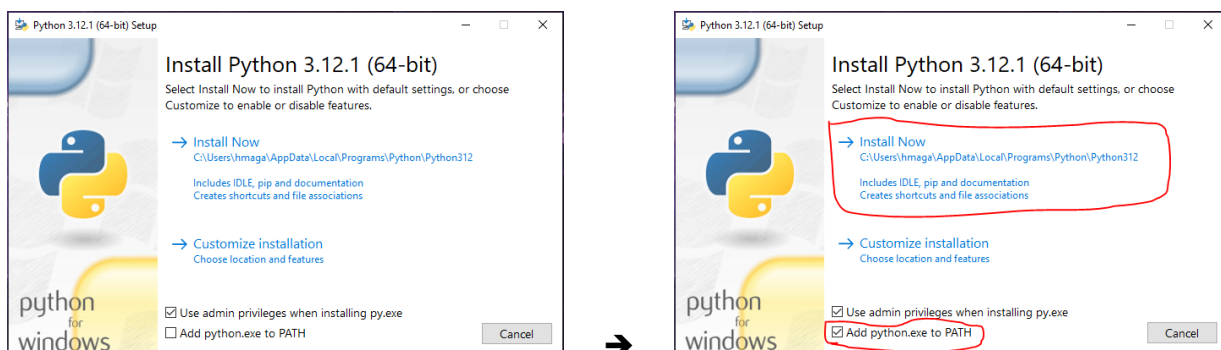 Python 3.12.1 (64-bit) Setup
Install Python 3.12.1 (64-bit)
Select Install Now to install Python with default settings, or choose
Customize to enable or disable features.
→ Install Now
C:\Users\hmaga\AppData\Local\Programs\Python\Python312
Includes IDLE, pip and documentation
Creates shortcuts and file associations
→ Customize installation
Choose location and features
python
for
windows
Use admin privileges when installing py.exe
Add python.exe to PATH
Cancel
➔
Python 3.12.1 (64-bit) Setup
Install Python 3.12.1 (64-bit)
Select Install Now to install Python with default settings, or choose
Customize to enable or disable features.
→ Install Now
C:\Users\hmaga\AppData\Local\Programs\Python\Python312
Includes IDLE, pip and documentation
Creates shortcuts and file associations
→ Customize installation
Choose location and features
python
for
windows
Use admin privileges when installing py.exe
Add python.exe to PATH
Cancel